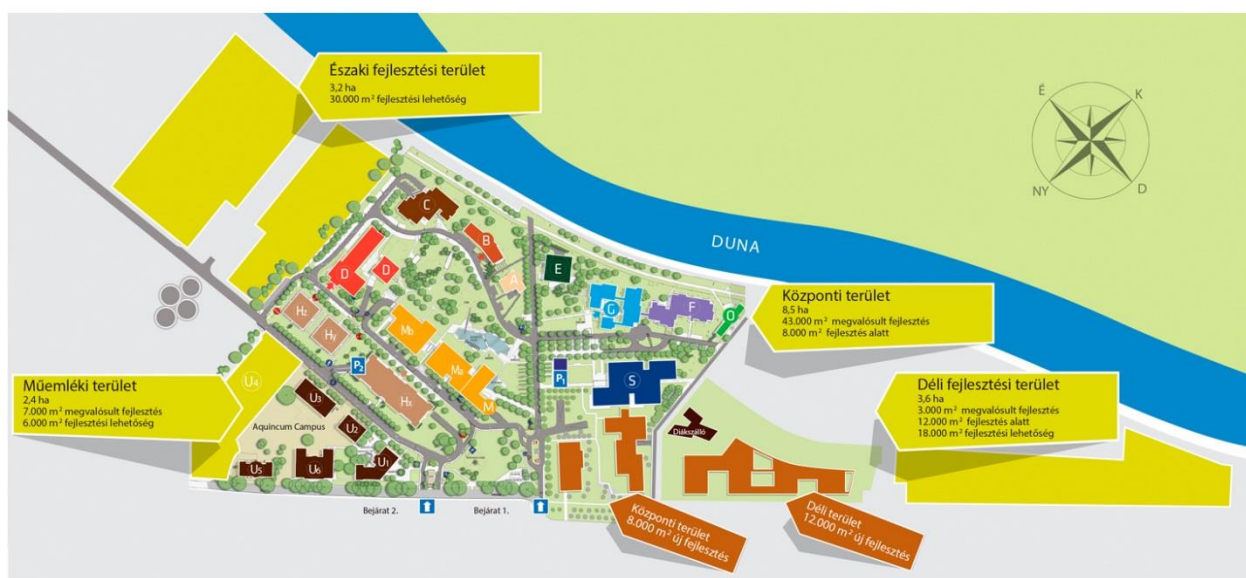 Északi fejlesztési terület
3,2 ha
30.000 m² fejlesztési lehetőség
É
K
NY
D
DUNA
C
B
A
E
D
D
G
F
O
Hz
Hy
Mb
Ma
M
Hx
P2
P1
S
Központi terület
8,5 ha
43.000 m² megvalósult fejlesztés
8.000 m² fejlesztés alatt
Műemléki terület
2,4 ha
7.000 m² megvalósult fejlesztés
6.000 m² fejlesztési lehetőség
Déli fejlesztési terület
3,6 ha
3.000 m² megvalósult fejlesztés
12.000 m² fejlesztés alatt
18.000 m² fejlesztési lehetőség
U4
U3
Aquincum Campus
U2
U5
U6
U1
Diákszálló
Bejárat 2.
Bejárat 1.
Központi terület
8.000 m² új fejlesztés
Déli terület
12.000 m² új fejlesztés